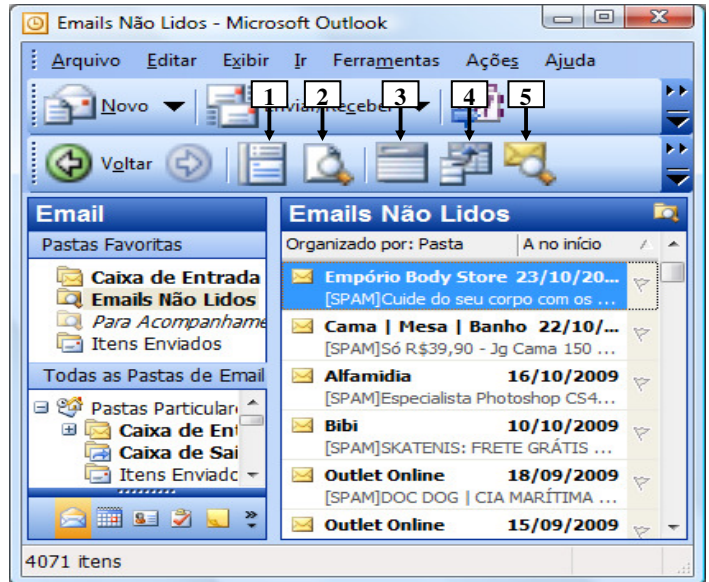 Emails Não Lidos - Microsoft Outlook
Arquivo Editar Exibir Ir Ferramentas Ações Ajuda
1 2 3 4 5
Novo Enviar/Receber
Voltar
Email
Pastas Favoritas
Caixa de Entrada
Emails Não Lidos
Para Acompanhame
Itens Enviados
Todas as Pastas de Email
Pastas Particular
Caixa de En
Caixa de Sai
Itens Enviad
Emails Não Lidos
Organizado por: Pasta A no início
Empório Body Store 23/10/20...
[SPAM]Cuide do seu corpo com os ...
Cama | Mesa | Banho 22/10/...
[SPAM]Só R$39,90 - Jg Cama 150 ...
Alfamidia 16/10/2009
[SPAM]Especialista Photoshop CS4...
Bibi 10/10/2009
[SPAM]SKATENIS: FRETE GRÁTIS ...
Outlet Online 18/09/2009
[SPAM]DOC DOG | CIA MARÍTIMA ...
Outlet Online 15/09/2009
4071 itens